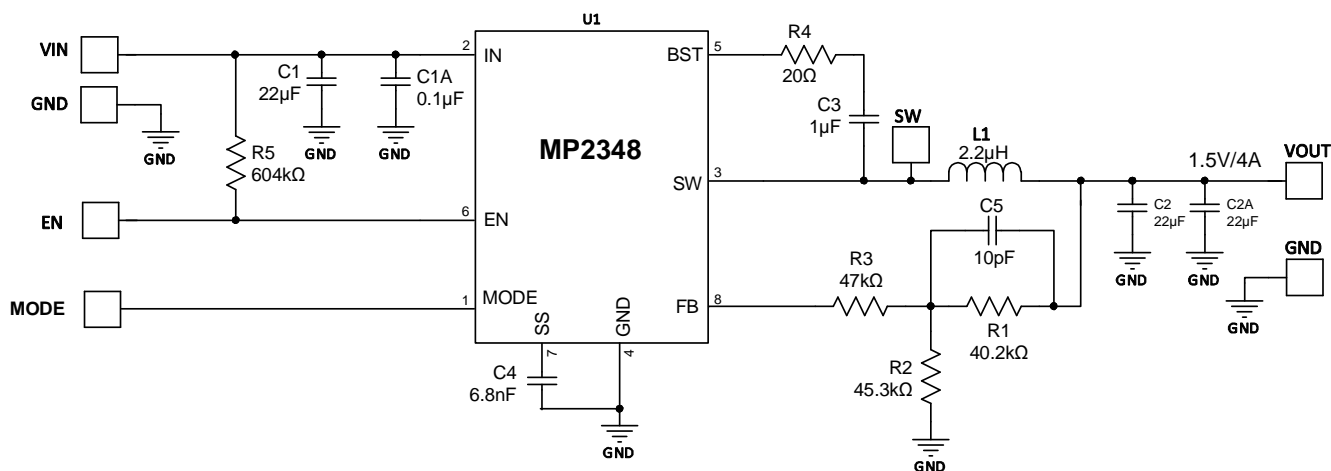 U1
VIN
2
IN
BST
5
R4
20Ω
C1
22µF
C1A
0.1µF
GND
GND
GND
GND
C3
1µF
SW
R5
604kΩ
MP2348
L1
2.2µH
1.5V/4A
VOUT
SW
3
EN
6
EN
C5
10pF
C2
22µF
C2A
22µF
GND
GND
GND
GND
R3
47kΩ
MODE
1
MODE
FB
8
R1
40.2kΩ
SS
GND
7
4
C4
6.8nF
R2
45.3kΩ
GND
GND